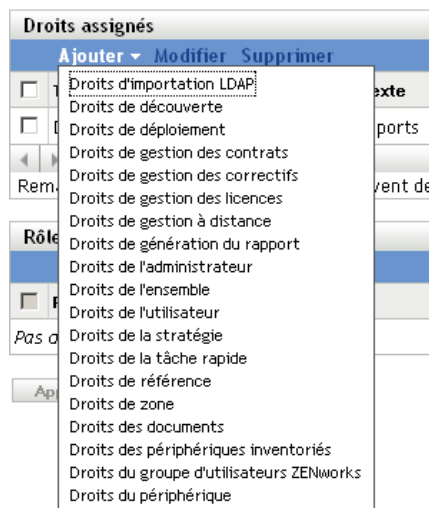 Droits assignés
Ajouter Modifier Supprimer
Droits d'importation LDAP
Droits de découverte
Droits de déploiement
ports
Droits de gestion des contrats
Droits de gestion des correctifs
Droits de gestion des licences
Droits de gestion à distance
Droits de génération du rapport
Droits de l'administrateur
Droits de l'ensemble
Droits de l'utilisateur
Droits de la stratégie
Pas
Droits de la tâche rapide
Droits de référence
Droits de zone
Droits des documents
Droits des périphériques inventoriés
Droits du groupe d'utilisateurs ZENworks
Droits du périphérique